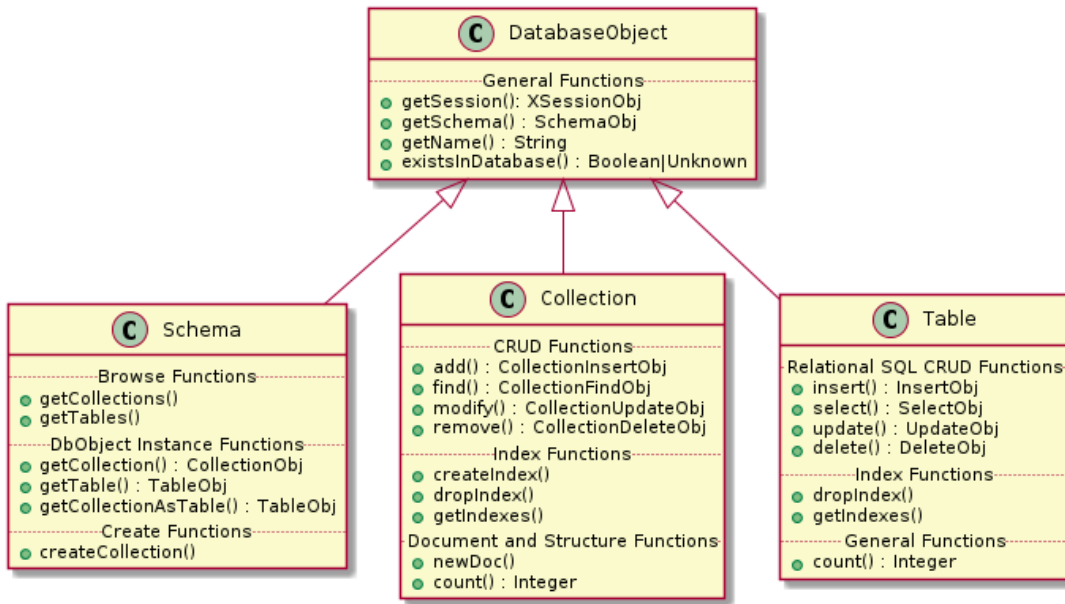 C DatabaseObject
General Functions
getSession(): XSessionObj
getSchema() : SchemaObj
getName() : String
existsInDatabase() : Boolean|Unknown
C Schema
Browse Functions
getCollections()
getTables()
DbObject Instance Functions
getCollection() : CollectionObj
getTable() : TableObj
getCollectionAsTable() : TableObj
Create Functions
createCollection()
C Collection
CRUD Functions
add() : CollectionInsertObj
find() : CollectionFindObj
modify() : CollectionUpdateObj
remove() : CollectionDeleteObj
Index Functions
createIndex()
dropIndex()
getIndexes()
Document and Structure Functions
newDoc()
count() : Integer
C Table
Relational SQL CRUD Functions
insert() : InsertObj
select() : SelectObj
update() : UpdateObj
delete() : DeleteObj
Index Functions
dropIndex()
getIndexes()
General Functions
count() : Integer